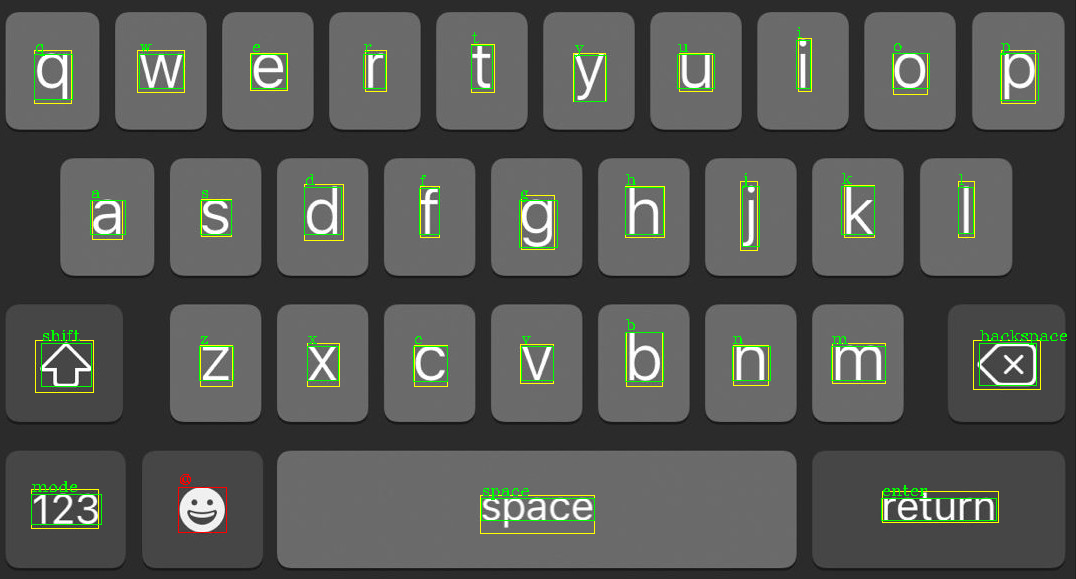 q w e r t y u i o p
q w e r t y u i o p
a s d f g h j k l
a s d f g h j k l
shift z x c v b n m backspace
z x c v b n m
mode space enter
123 space return